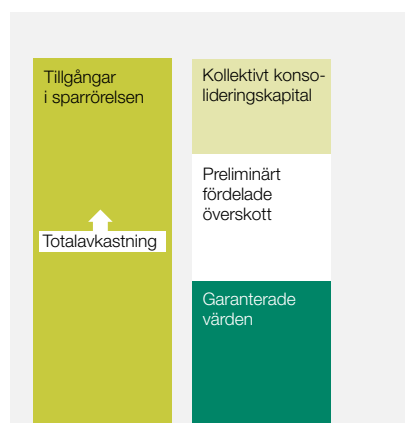 Tillgångar
i sparrörelsen
Totalavkastning
Kollektivt konso-
lideringskapital
Preliminärt
fördelade
överskott
Garanterade
värden